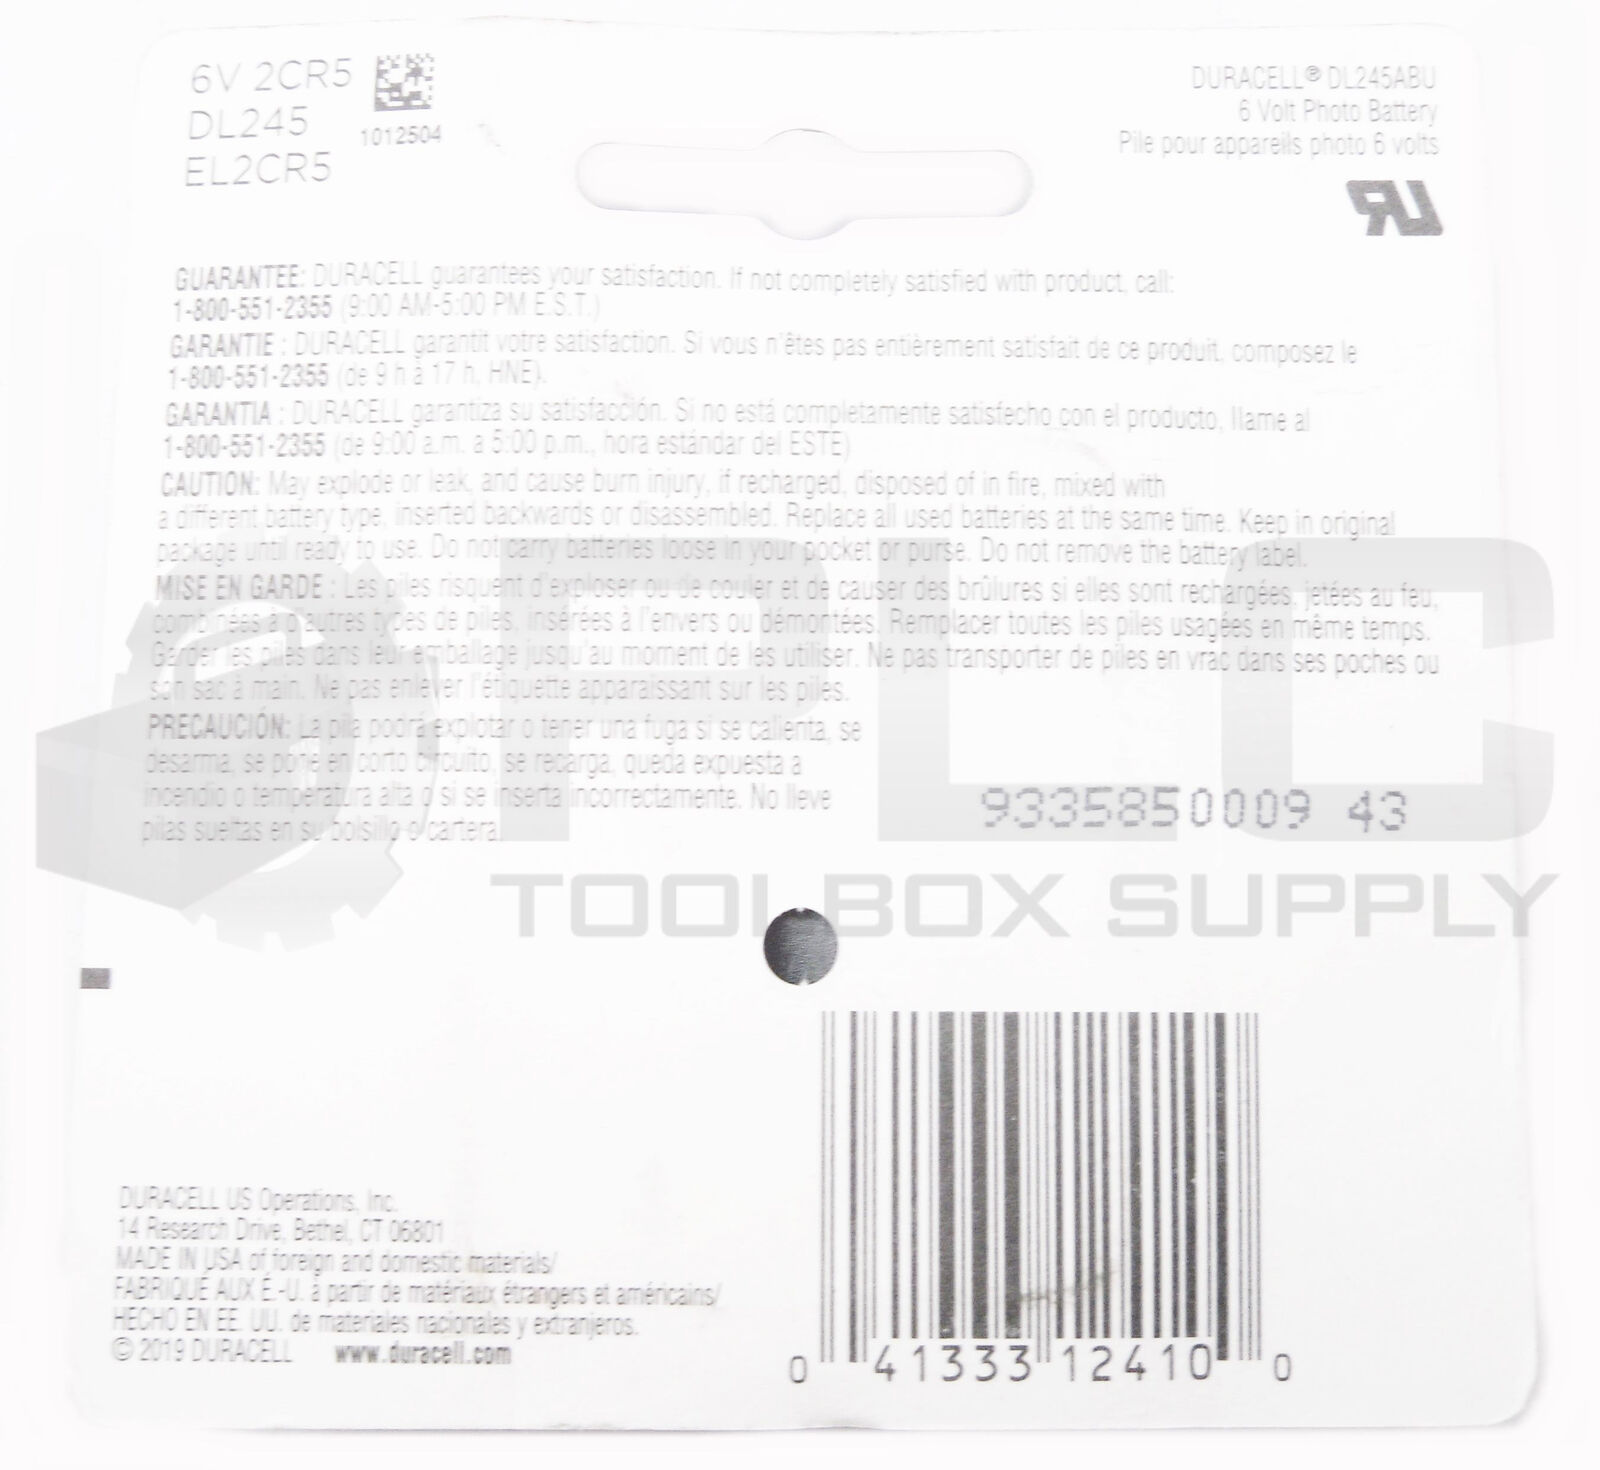 6V 2CR5
DL245
EL2CR5
1012504
DURACELL® DL245ABU
6 Volt Photo Battery
Pile pour appareils photo 6 volts
GUARANTEE: DURACELL guarantees your satisfaction. If not completely satisfied with product, call:
1-800-551-2355 (9:00 AM-5:00 PM E.S.T.)
GARANTIE : DURACELL garantit votre satisfaction. Si vous n'êtes pas entièrement satisfait de ce produit, composez le
1-800-551-2355 (de 9 h à 17 h, HNE).
GARANTIA : DURACELL garantiza su satisfacción. Si no está completamente satisfecho con el producto, llame al
1-800-551-2355 (de 9:00 a.m. a 5:00 p.m., hora estándar del ESTE)
CAUTION: May explode or leak, and cause burn injury, if recharged, disposed of in fire, mixed with
a different battery type, inserted backwards or disassembled. Replace all used batteries at the same time. Keep in original
package until ready to use. Do not carry batteries loose in your pocket or purse. Do not remove the battery label.
MISE EN GARDE : Les piles risquent d'exploser ou de couler et de causer des brûlures si elles sont rechargées, jetées au feu,
combinées à d'autres types de piles, insérées à l'envers ou démontées. Remplacer toutes les piles usagées en même temps.
Garder les piles dans leur emballage jusqu'au moment de les utiliser. Ne pas transporter de piles en vrac dans ses poches ou
son sac à main. Ne pas enlever l'étiquette apparaissant sur les piles.
PRECAUCIÓN: La pila podrá explotar o tener una fuga si se calienta, se
desarma, se pone en corto circuito, se recarga, queda expuesta a
incendio o temperatura alta o si se inserta incorrectamente. No lleve
pilas sueltas en su bolsillo o cartera.
9335850009 43
PLC
TOOLBOX SUPPLY
DURACELL US Operations, Inc.
14 Research Drive, Bethel, CT 06801
MADE IN USA of foreign and domestic materials/
FABRIQUE AUX É.-U. à partir de matériaux étrangers et américains/
HECHO EN EE. UU. de materiales nacionales y extranjeros.
© 2019 DURACELL www.duracell.com
0 41333 12410 0